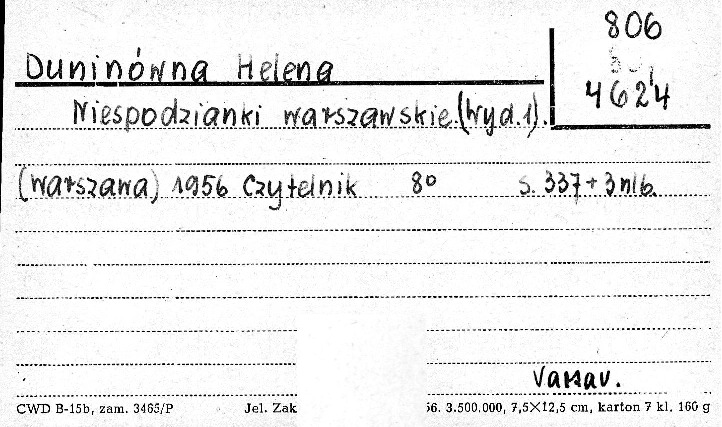 806
Duninówna Helena
4624
Niespodzianki warszawskie. (Wyd. 1).
(Warszawa) 1956 Czytelnik 8° s. 337 + 3 nlb.
Varsav.
CWD B-15b, zam. 3465/P Jel. Zak 56. 3.500.000, 7,5×12,5 cm, karton 7 kl. 160 g